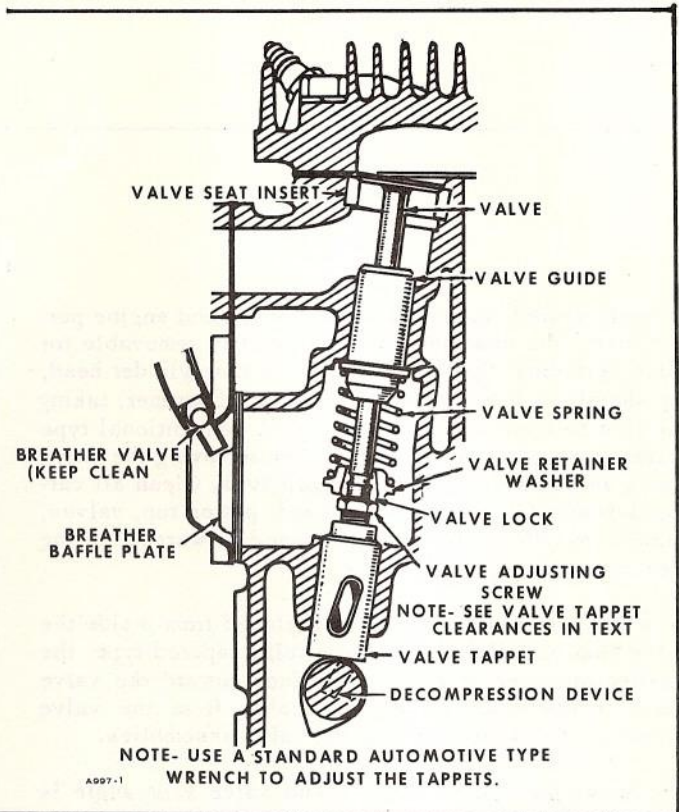 VALVE SEAT INSERT
VALVE
VALVE GUIDE
VALVE SPRING
BREATHER VALVE
(KEEP CLEAN
VALVE RETAINER
WASHER
VALVE LOCK
BREATHER
BAFFLE PLATE
VALVE ADJUSTING
SCREW
NOTE- SEE VALVE TAPPET
CLEARANCES IN TEXT
VALVE TAPPET
DECOMPRESSION DEVICE
NOTE- USE A STANDARD AUTOMOTIVE TYPE
WRENCH TO ADJUST THE TAPPETS.
A997-1